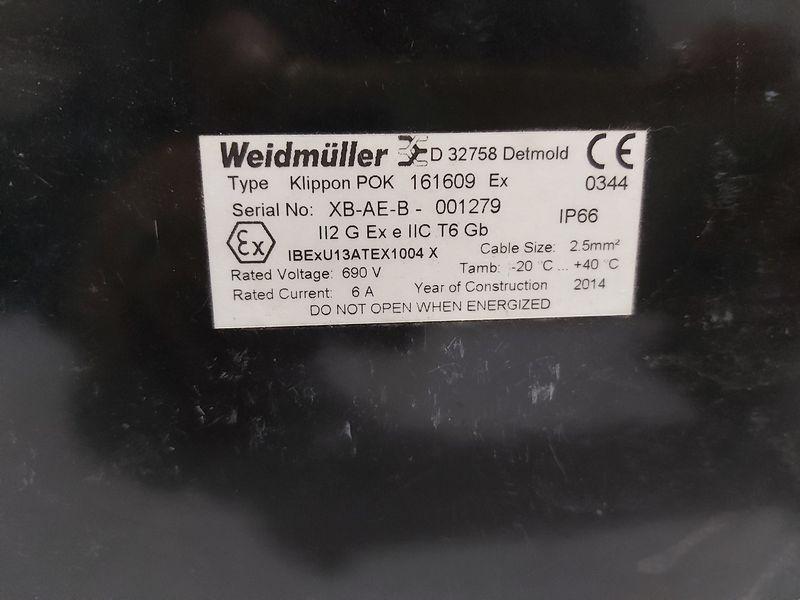 Weidmüller D 32758 Detmold CE
Type Klippon POK 161609 Ex 0344
Serial No: XB-AE-B - 001279 IP66
Ex II2 G Ex e IIC T6 Gb
IBExU13ATEX1004 X Cable Size: 2.5mm²
Rated Voltage: 690 V Tamb: -20 °C ... +40 °C
Rated Current: 6 A Year of Construction 2014
DO NOT OPEN WHEN ENERGIZED